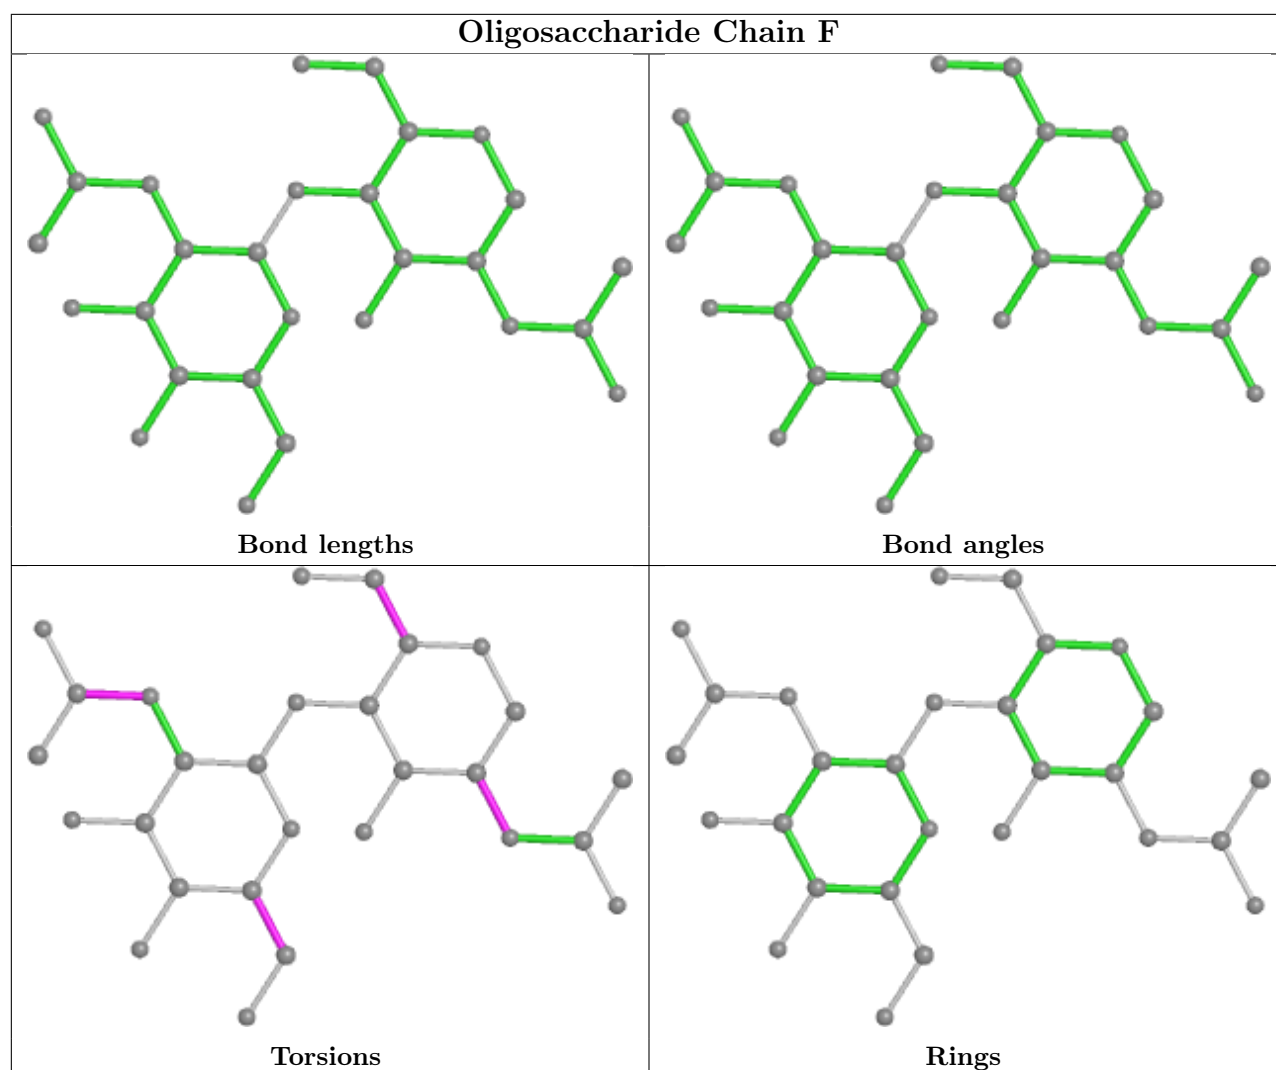 Oligosaccharide Chain F
Bond lengths
Bond angles
Torsions
Rings